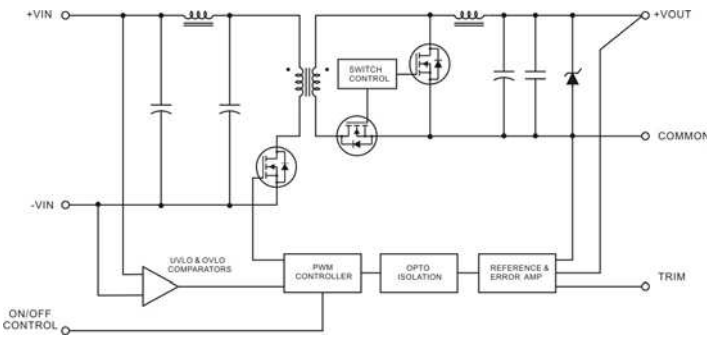 +VIN
+VOUT
SWITCH
CONTROL
COMMON
-VIN
UVLO & OVLO
COMPARATORS
PWM
CONTROLLER
OPTO
ISOLATION
REFERENCE &
ERROR AMP
TRIM
ON/OFF
CONTROL